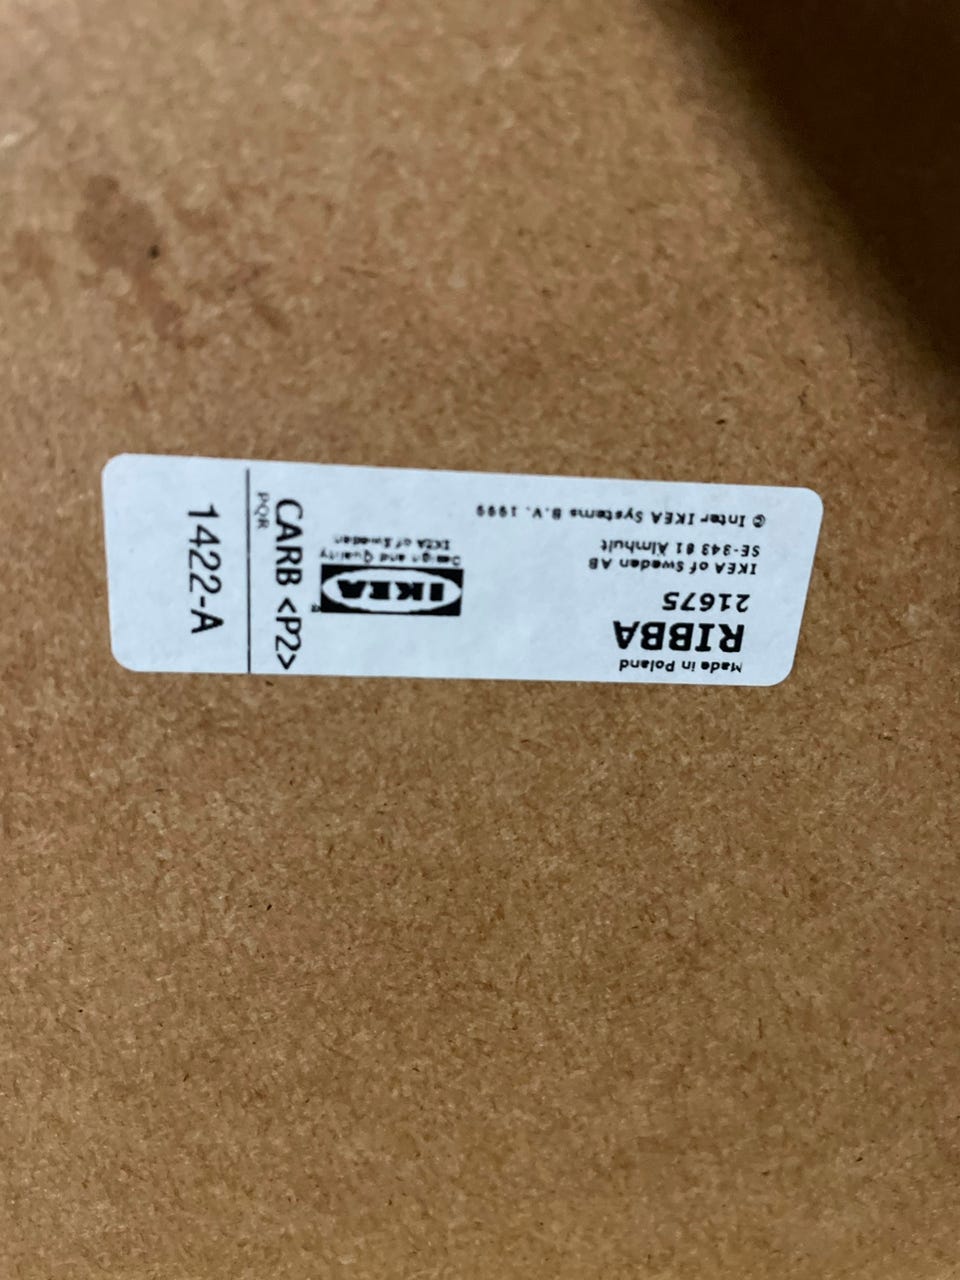 Made in Poland
RIBBA
21675
IKEA of Sweden AB
SE-343 81 Älmhult
© Inter IKEA Systems B.V. 1999
IKEA
Design and Quality
IKEA of Sweden
CARB <P2>
PQR
1422-A